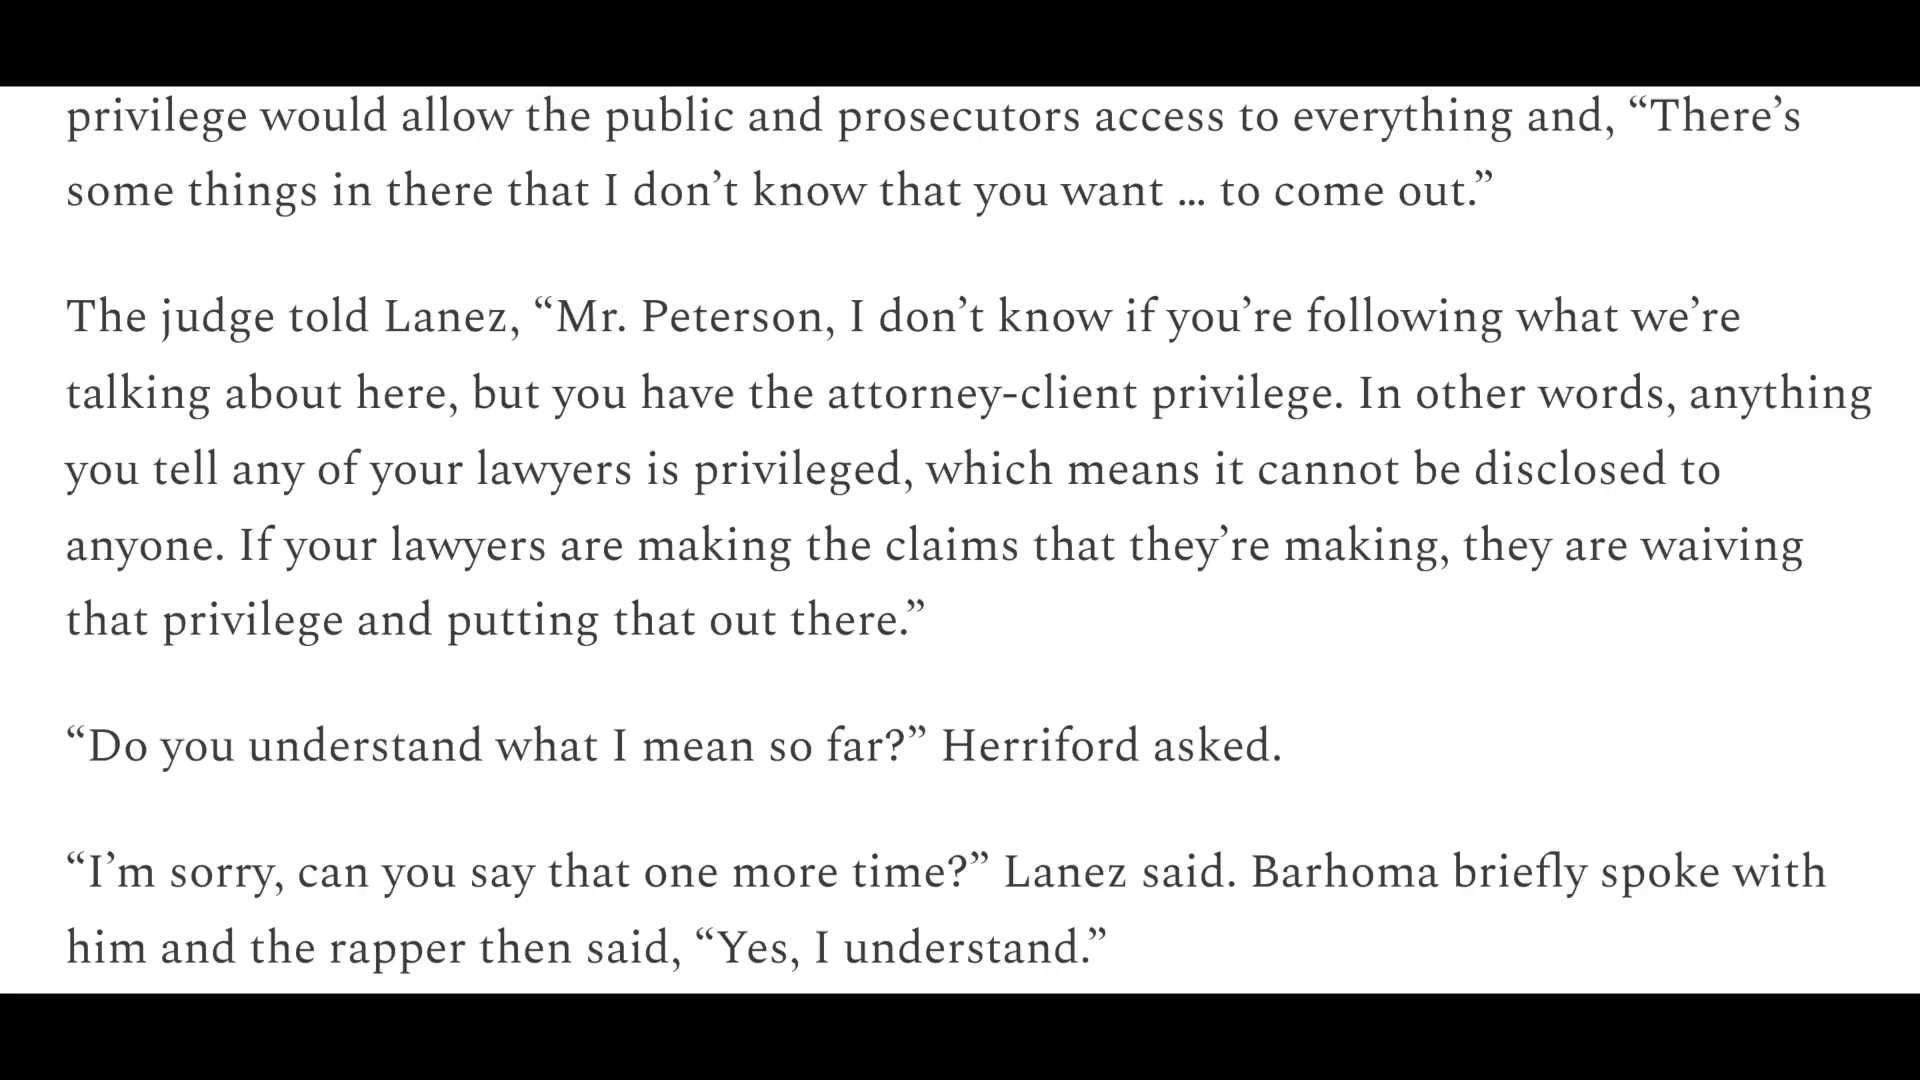 privilege would allow the public and prosecutors access to everything and, “There’s
some things in there that I don’t know that you want ... to come out.”
The judge told Lanez, “Mr. Peterson, I don’t know if you’re following what we’re
talking about here, but you have the attorney-client privilege. In other words, anything
you tell any of your lawyers is privileged, which means it cannot be disclosed to
anyone. If your lawyers are making the claims that they’re making, they are waiving
that privilege and putting that out there.”
“Do you understand what I mean so far?” Herriford asked.
“I’m sorry, can you say that one more time?” Lanez said. Barhoma briefly spoke with
him and the rapper then said, “Yes, I understand.”